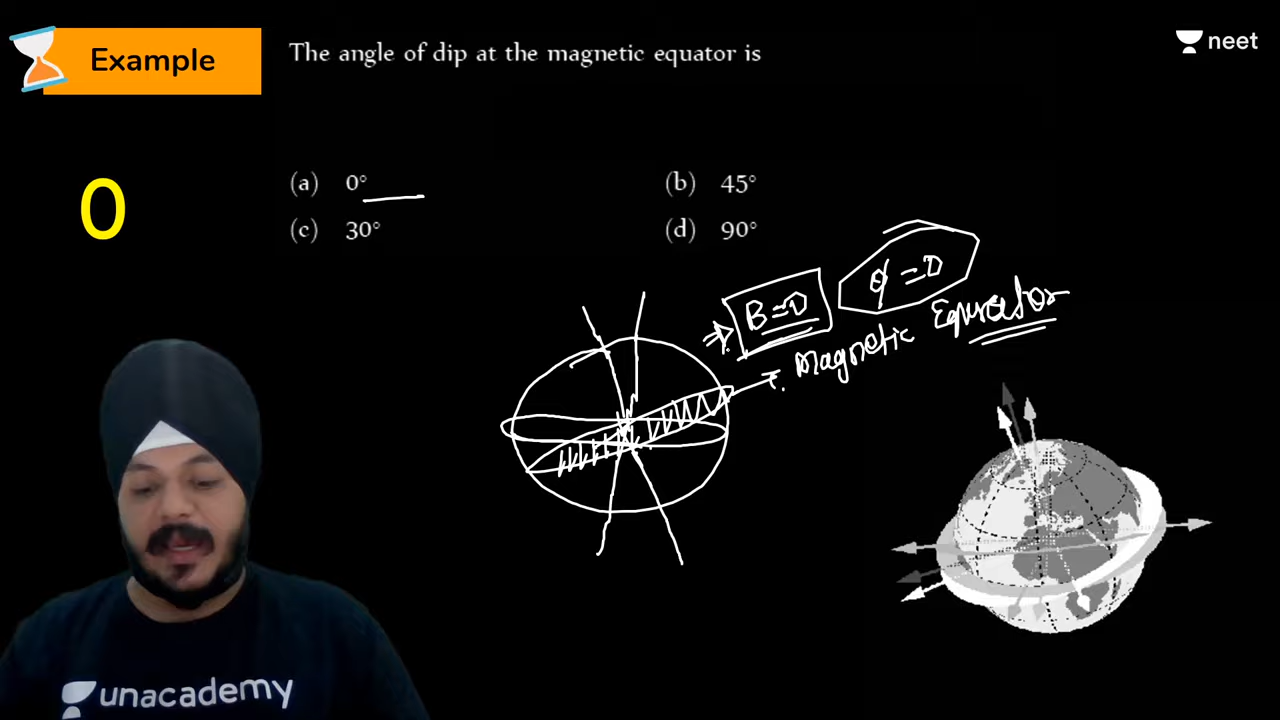 Example
The angle of dip at the magnetic equator is
neet
0
(a) 0°
(b) 45°
(c) 30°
(d) 90°
⇒ B=0
ϕ=0
Magnetic Equator
unacademy